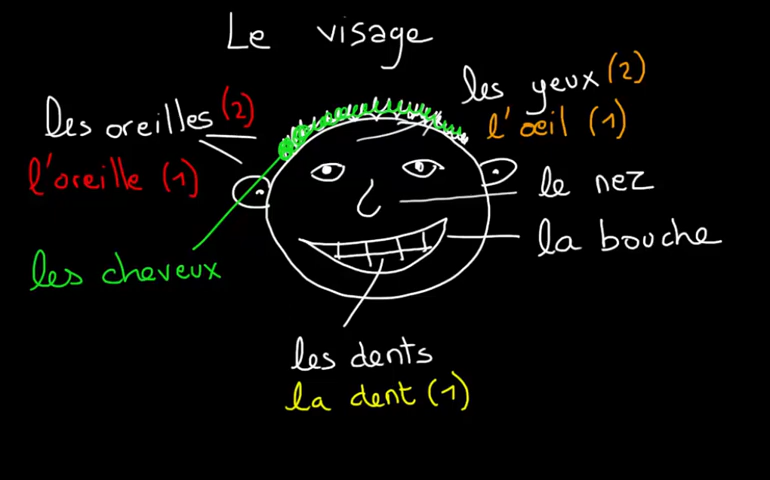 Le visage
les oreilles (2)
l'oreille (1)
les cheveux
les yeux (2)
l'œil (1)
le nez
la bouche
les dents
la dent (1)